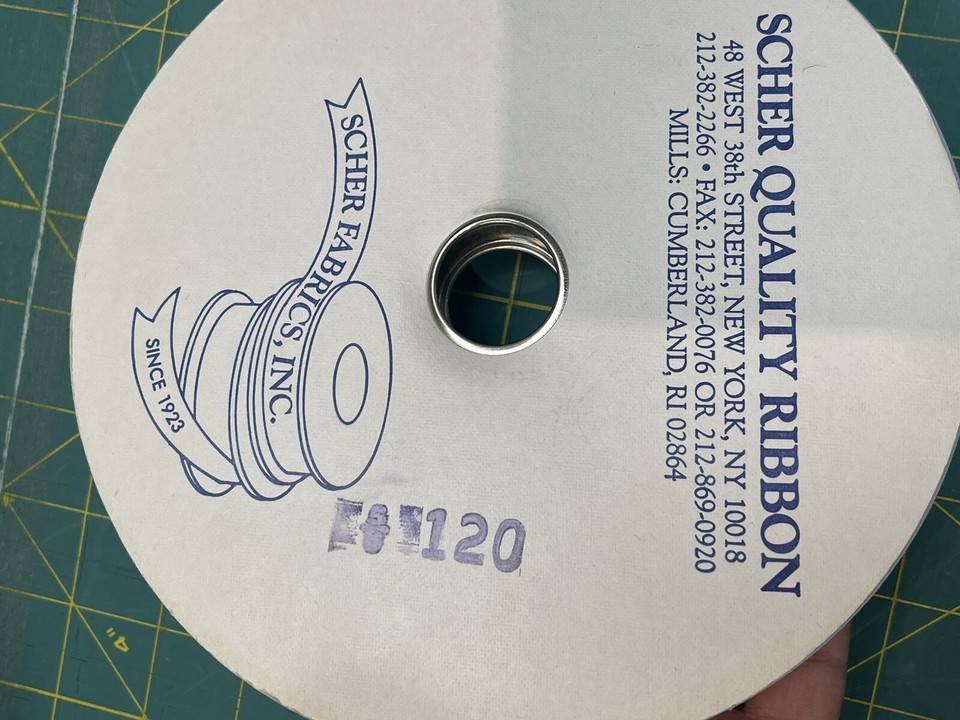 SCHER QUALITY RIBBON
48 WEST 38th STREET, NEW YORK, NY 10018
212-382-2266 • FAX: 212-382-0076 OR 212-869-0920
MILLS: CUMBERLAND, RI 02864
SCHER FABRICS, INC.
SINCE 1923
120
4"